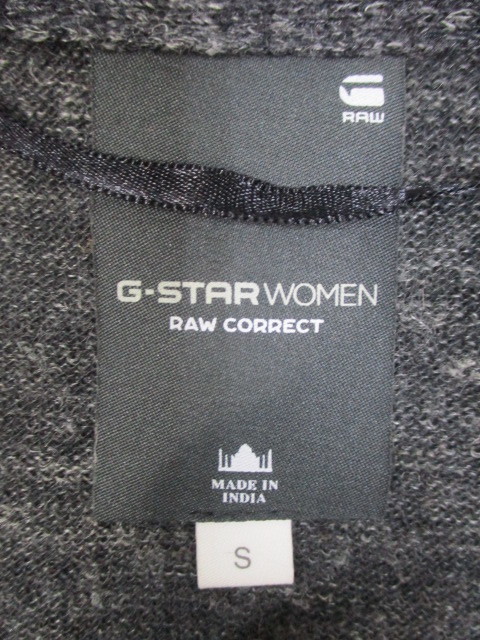 RAW
G-STAR WOMEN
RAW CORRECT
MADE IN
INDIA
S